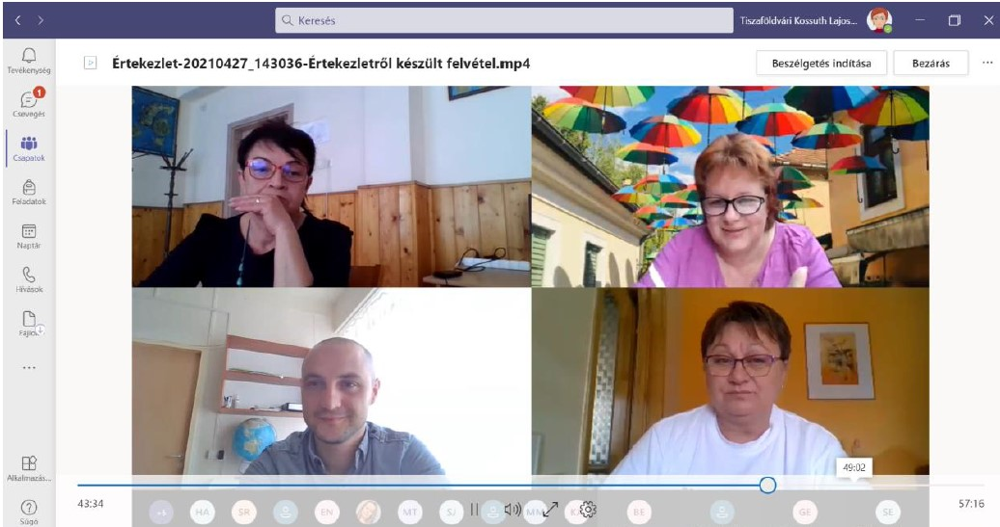 Keresés
Tiszaföldvári Kossuth Lajos...
Értekezlet-20210427_143036-Értekezletről készült felvétel.mp4
Beszélgetés indítása
Bezárás
...
Tevékenység
1
Csevegés
Csapatok
Feladatok
Naptár
Hívások
Fájlok
...
Alkalmazás...
Súgó
49:02
43:34
+6
HA
SR
EN
MT
SJ
MM
BE
GE
SE
57:16